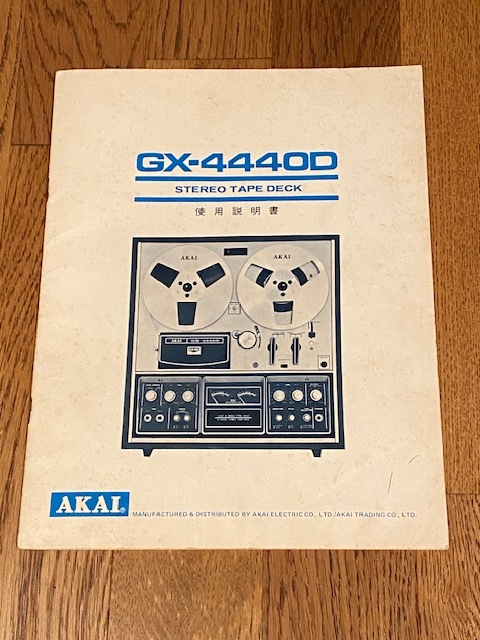 GX-4440D
STEREO TAPE DECK
使用説明書
AKAI
AKAI
AKAI
AKAI
MANUFACTURED & DISTRIBUTED BY AKAI ELECTRIC CO., LTD./AKAI TRADING CO., LTD.